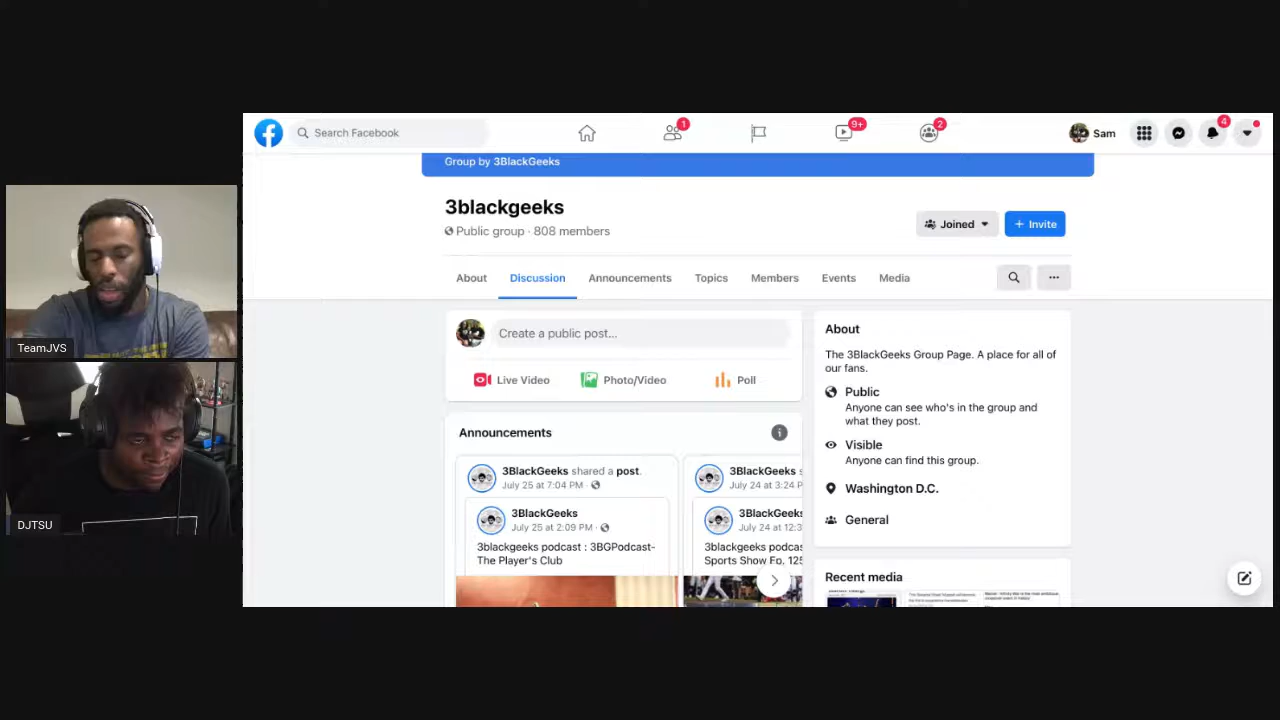 Search Facebook
1
9+
2
Sam
4
Group by 3BlackGeeks
3blackgeeks
Public group · 808 members
Joined
+ Invite
About
Discussion
Announcements
Topics
Members
Events
Media
Create a public post...
Live Video
Photo/Video
Poll
Announcements
3BlackGeeks shared a post.
July 25 at 7:04 PM ·
3BlackGeeks
July 25 at 2:09 PM ·
3blackgeeks podcast : 3BGPodcast-
The Player's Club
3BlackGeeks s
July 24 at 3:24 P
3BlackGeeks
July 24 at 12:3
3blackgeeks podcas
Sports Show Ep. 125
About
The 3BlackGeeks Group Page. A place for all of
our fans.
Public
Anyone can see who's in the group and
what they post.
Visible
Anyone can find this group.
Washington D.C.
General
Recent media
TeamJVS
DJTSU